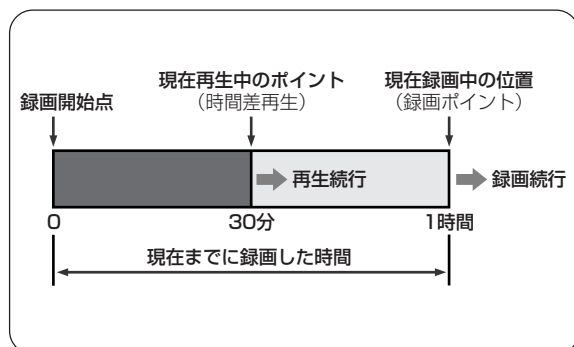 録画開始点
現在再生中のポイント
（時間差再生）
現在録画中の位置
（録画ポイント）
再生続行
録画続行
0
30分
1時間
現在までに録画した時間